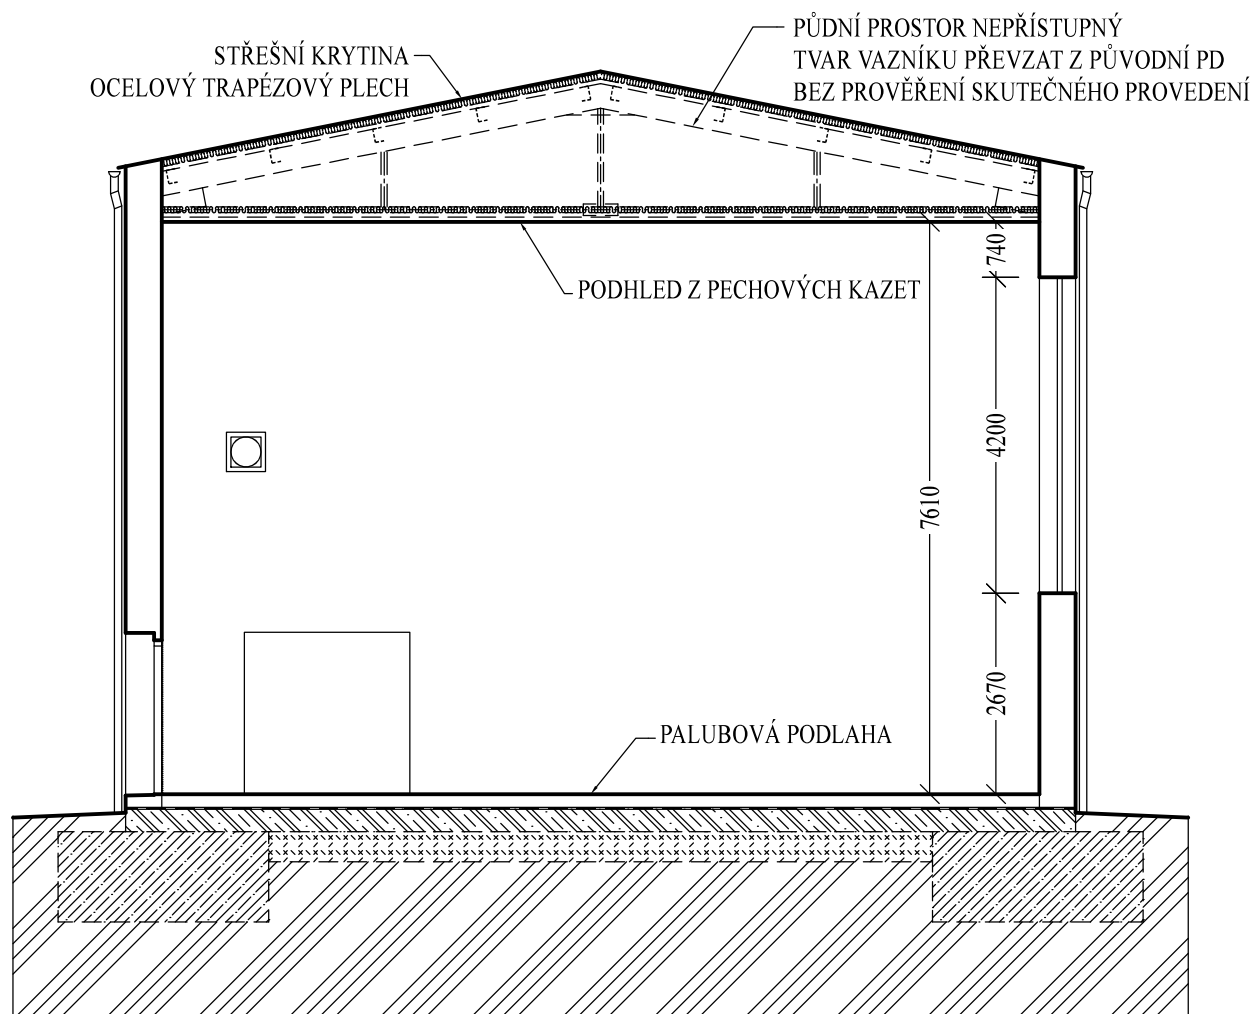 STŘEŠNÍ KRYTINA
OCELOVÝ TRAPÉZOVÝ PLECH
PŮDNÍ PROSTOR NEPŘÍSTUPNÝ
TVAR VAZNÍKU PŘEVZAT Z PŮVODNÍ PD
BEZ PROVĚŘENÍ SKUTEČNÉHO PROVEDENÍ
740
PODHLED Z PECHOVÝCH KAZET
4200
7610
2670
PALUBOVÁ PODLAHA